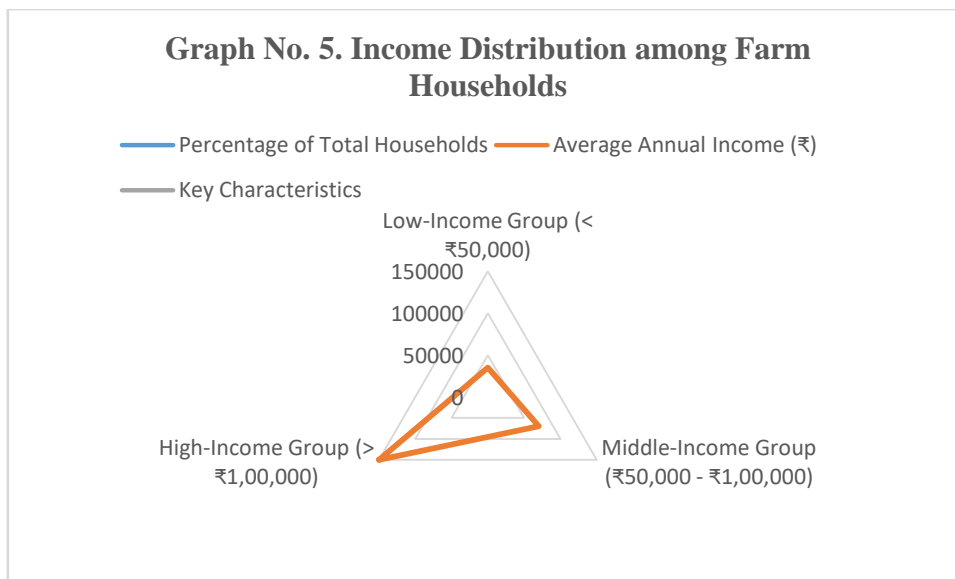 Graph No. 5. Income Distribution among Farm
Households
Percentage of Total Households
Average Annual Income (₹)
Key Characteristics
Low-Income Group (<
₹50,000)
150000
100000
50000
0
High-Income Group (>
₹1,00,000)
Middle-Income Group
(₹50,000 - ₹1,00,000)